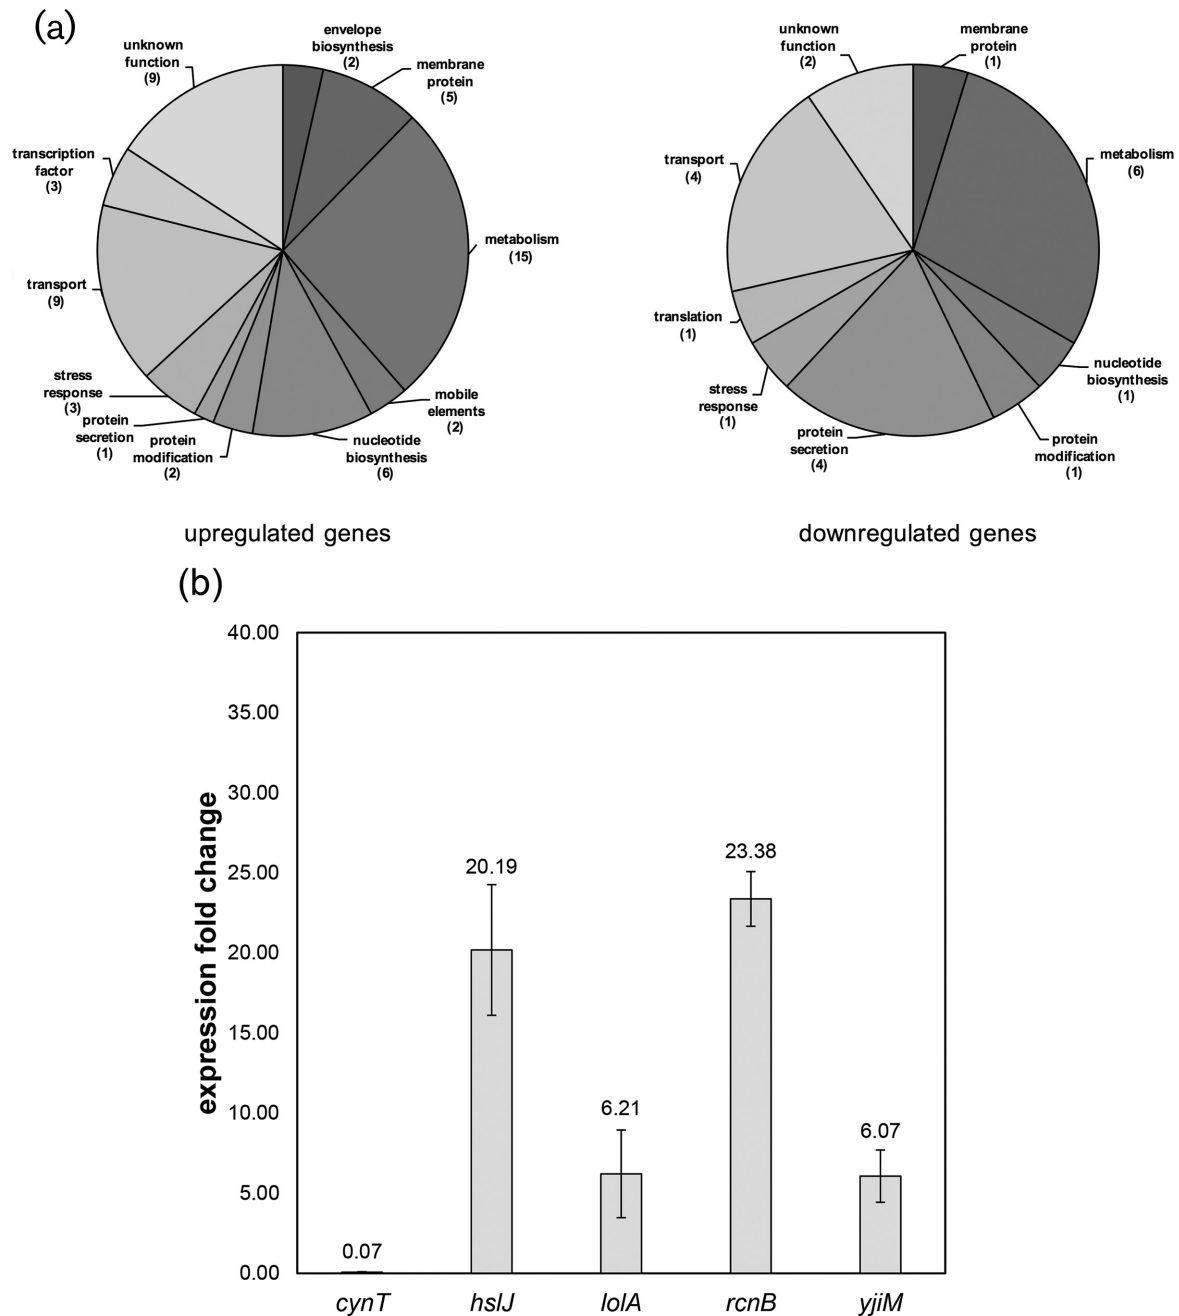 (a)
envelope
biosynthesis
(2)
membrane
protein
(5)
metabolism
(15)
mobile
elements
(2)
nucleotide
biosynthesis
(6)
protein
modification
(2)
protein
secretion
(1)
stress
response
(3)
transport
(9)
transcription
factor
(3)
unknown
function
(9)
upregulated genes
membrane
protein
(1)
metabolism
(6)
nucleotide
biosynthesis
(1)
protein
modification
(1)
protein
secretion
(4)
stress
response
(1)
translation
(1)
transport
(4)
unknown
function
(2)
downregulated genes
(b)
expression fold change
40.00
35.00
30.00
25.00
20.00
15.00
10.00
5.00
0.00
0.07
20.19
6.21
23.38
6.07
cynT
hslJ
lolA
rcnB
yjiM